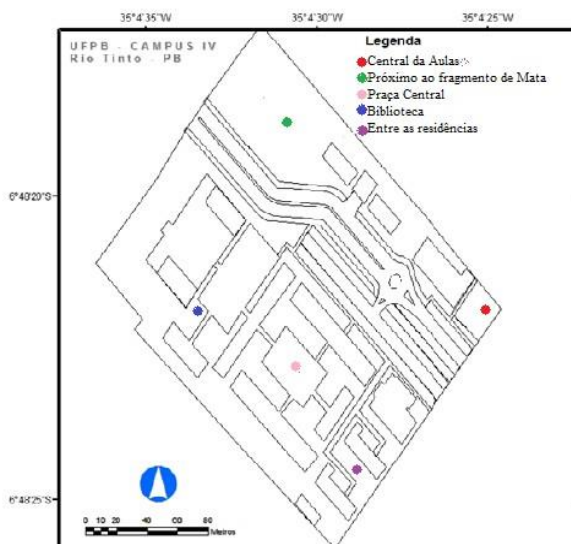 35°4'35"W
35°4'30"W
35°4'25"W
UFPB - CAMPUS IV
Rio Tinto - PB
Legenda
Central da Aulas
Próximo ao fragmento de Mata
Praça Central
Biblioteca
Entre as residências
6°48'20"S
6°48'25"S
0 10 20 40 60 80
Metros